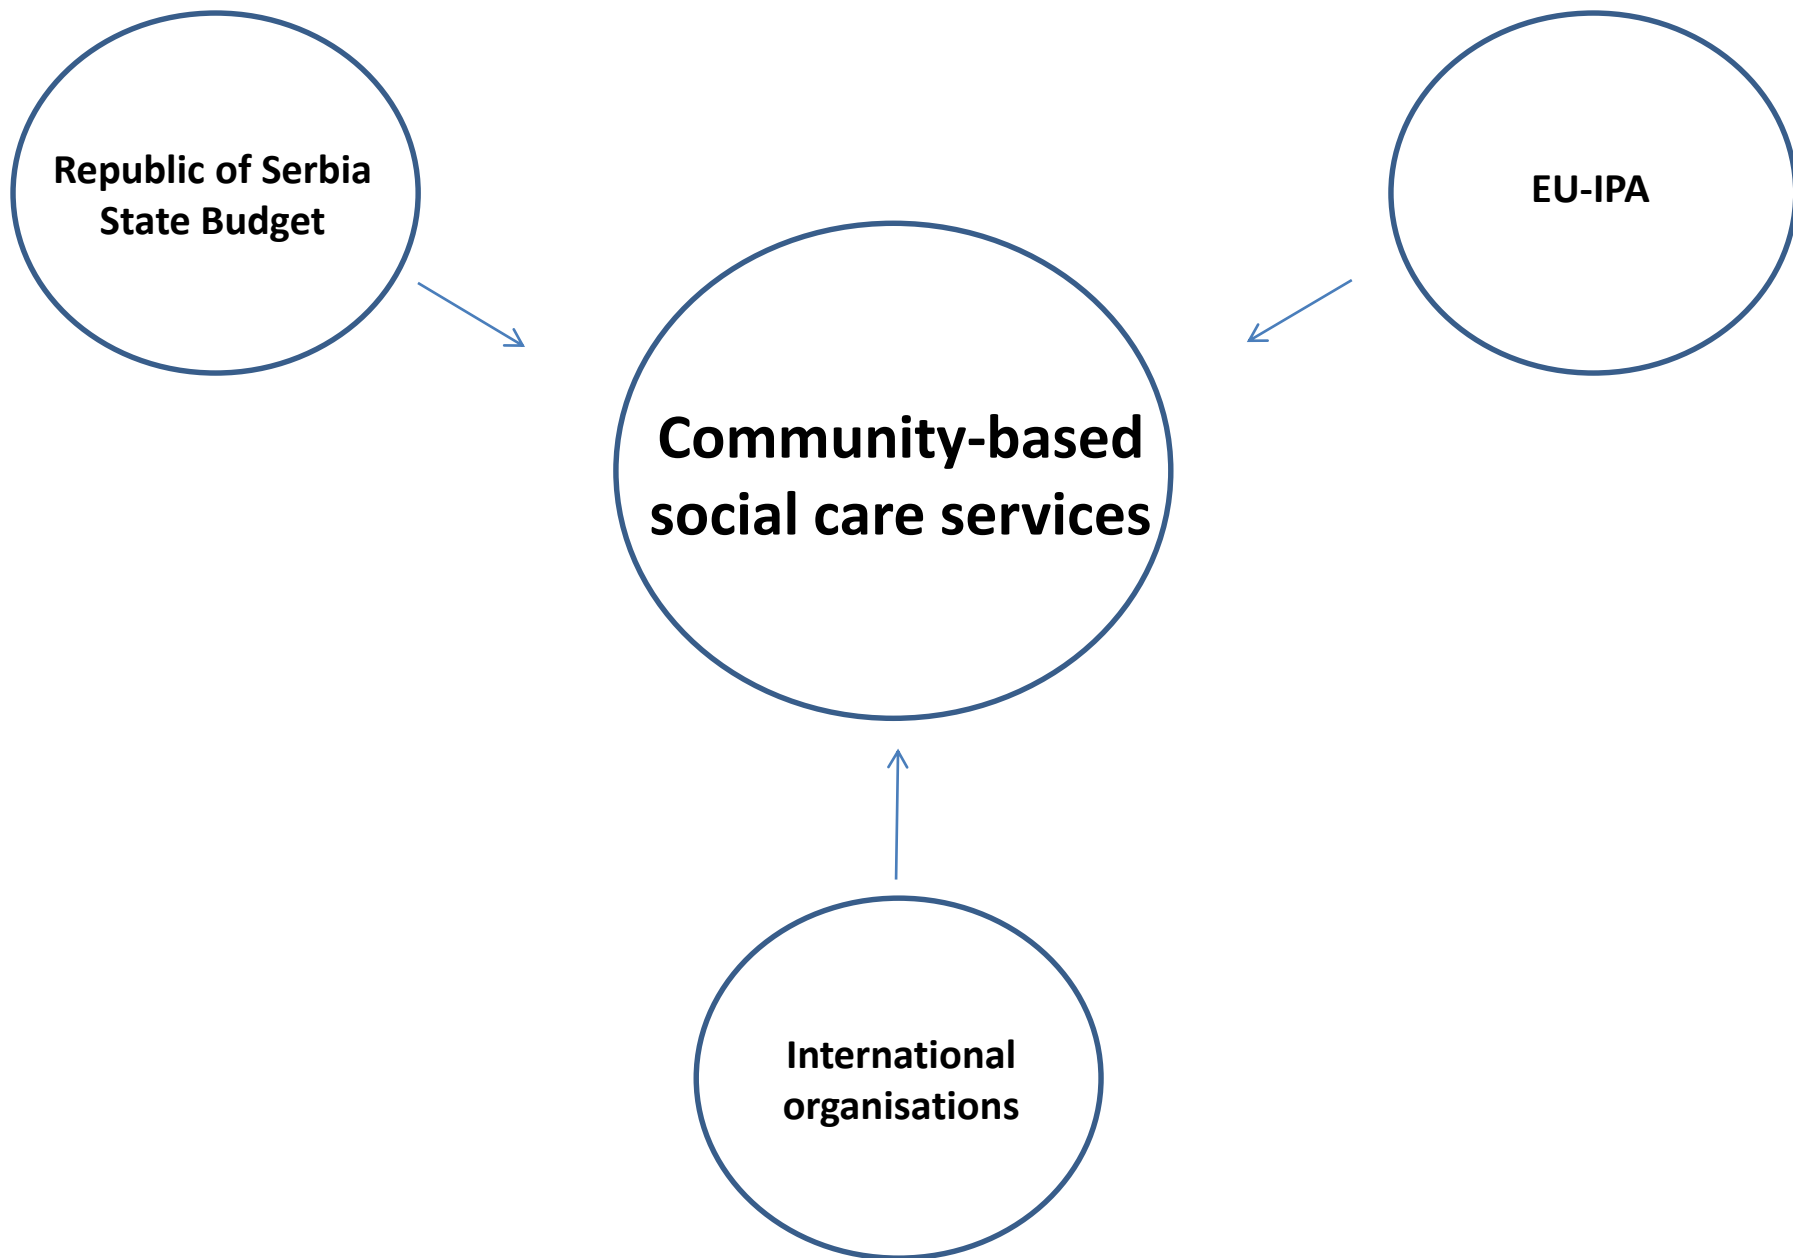 Republic of Serbia
State Budget
EU-IPA
Community-based
social care services
International
organisations